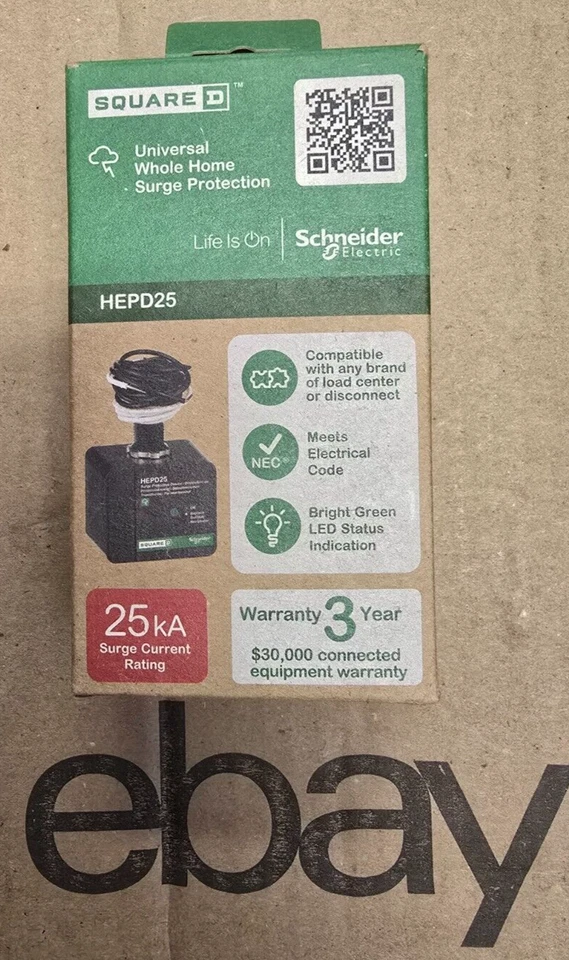 SQUARE D™
Universal
Whole Home
Surge Protection
Life Is On
Schneider
Electric
HEPD25
Compatible
with any brand
of load center
or disconnect
NEC®
Meets
Electrical
Code
Bright Green
LED Status
Indication
HEPD25
SQUARE D
25kA
Surge Current
Rating
Warranty 3 Year
$30,000 connected
equipment warranty
ebay